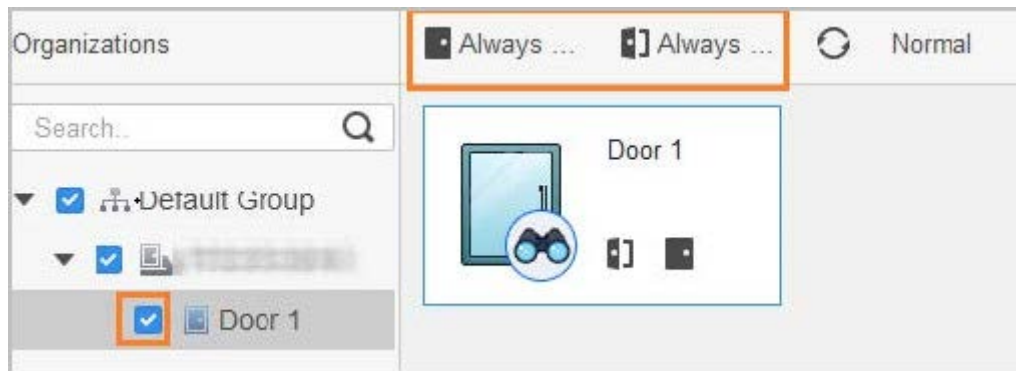 Organizations
Always ... Always ... Normal
Search..
Door 1
Default Group
Door 1